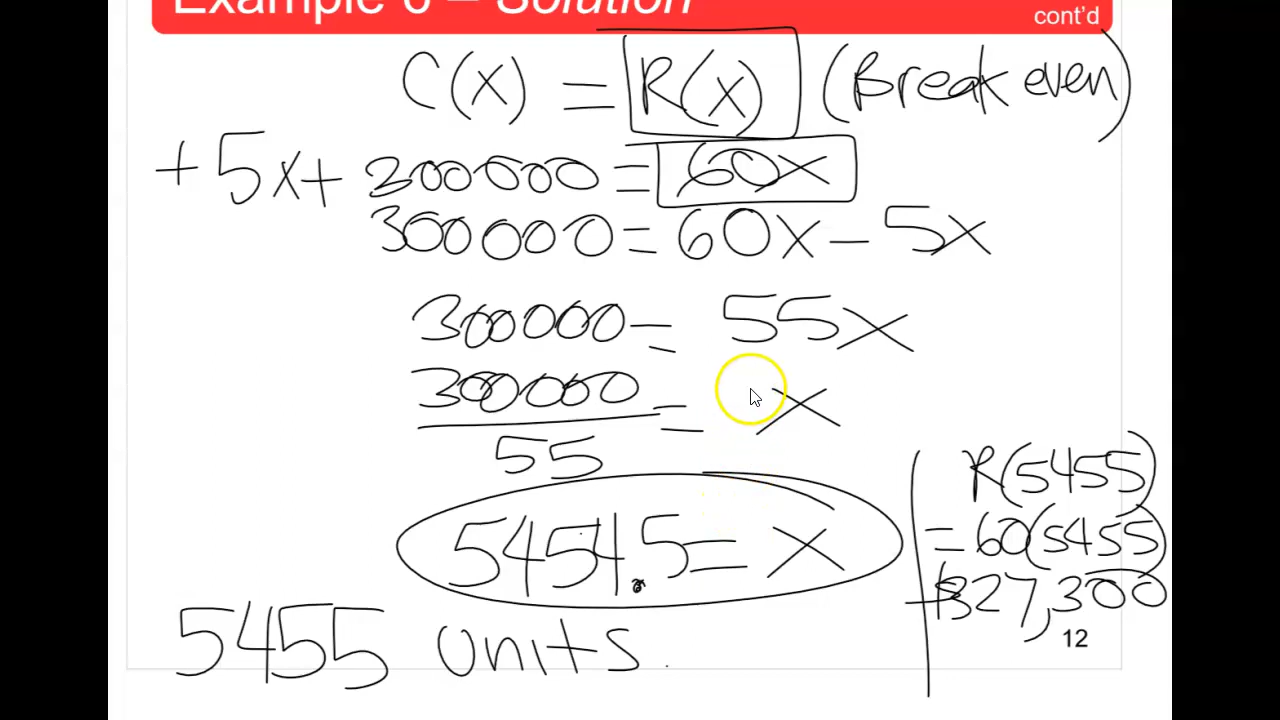 Example 6 – Solution
cont'd
C(x) = R(x) (Break even)
+5x+ 200000 = 60x
300000 = 60x – 5x
300000 = 55x
300000
55
= x
5454.5 = x
5455 units.
R(5455)
= 60(5455)
$327,300
12